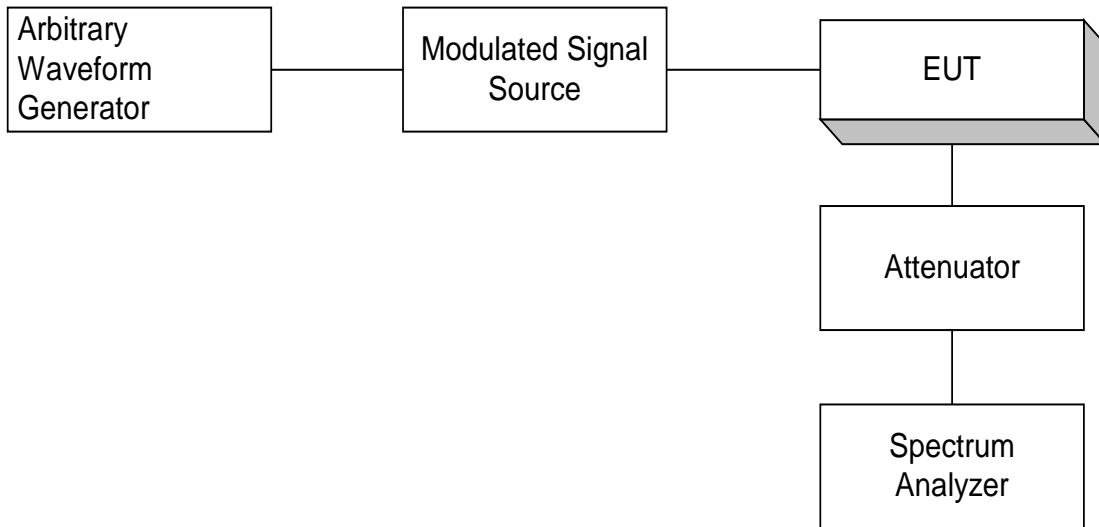 Arbitrary
Waveform
Generator
Modulated Signal
Source
EUT
Attenuator
Spectrum
Analyzer